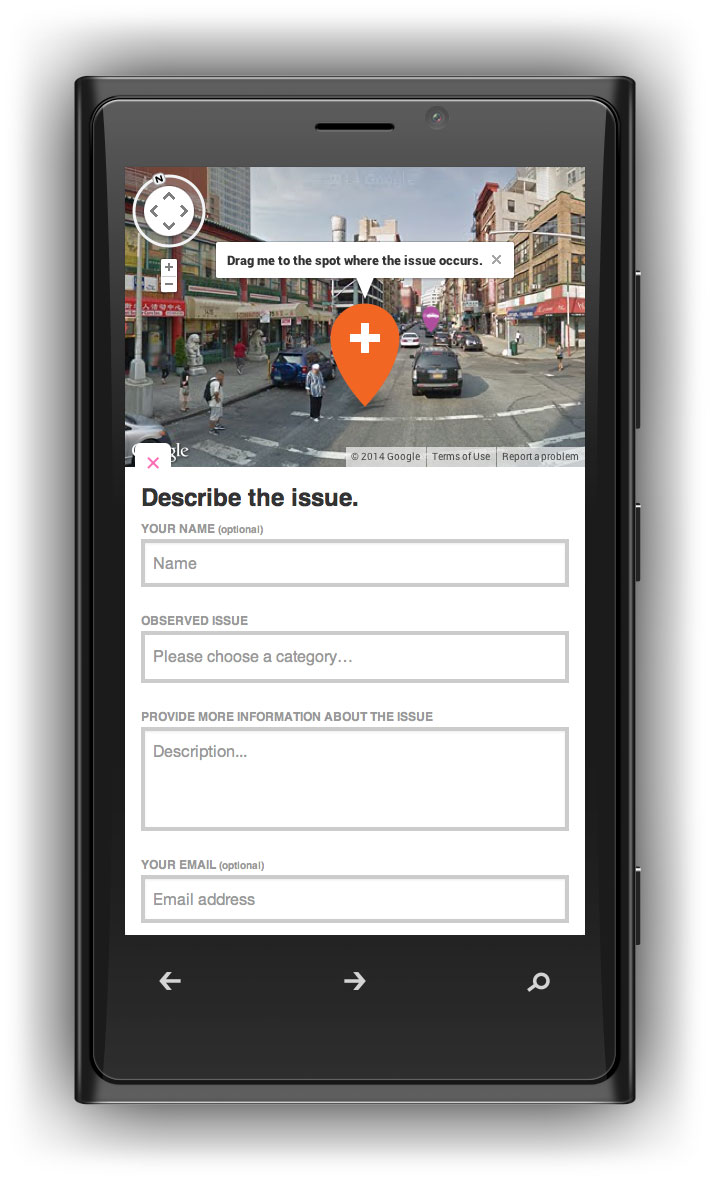 N
Drag me to the spot where the issue occurs.
© 2014 Google
Terms of Use
Report a problem
Describe the issue.
YOUR NAME (optional)
Name
OBSERVED ISSUE
Please choose a category...
PROVIDE MORE INFORMATION ABOUT THE ISSUE
Description...
YOUR EMAIL (optional)
Email address